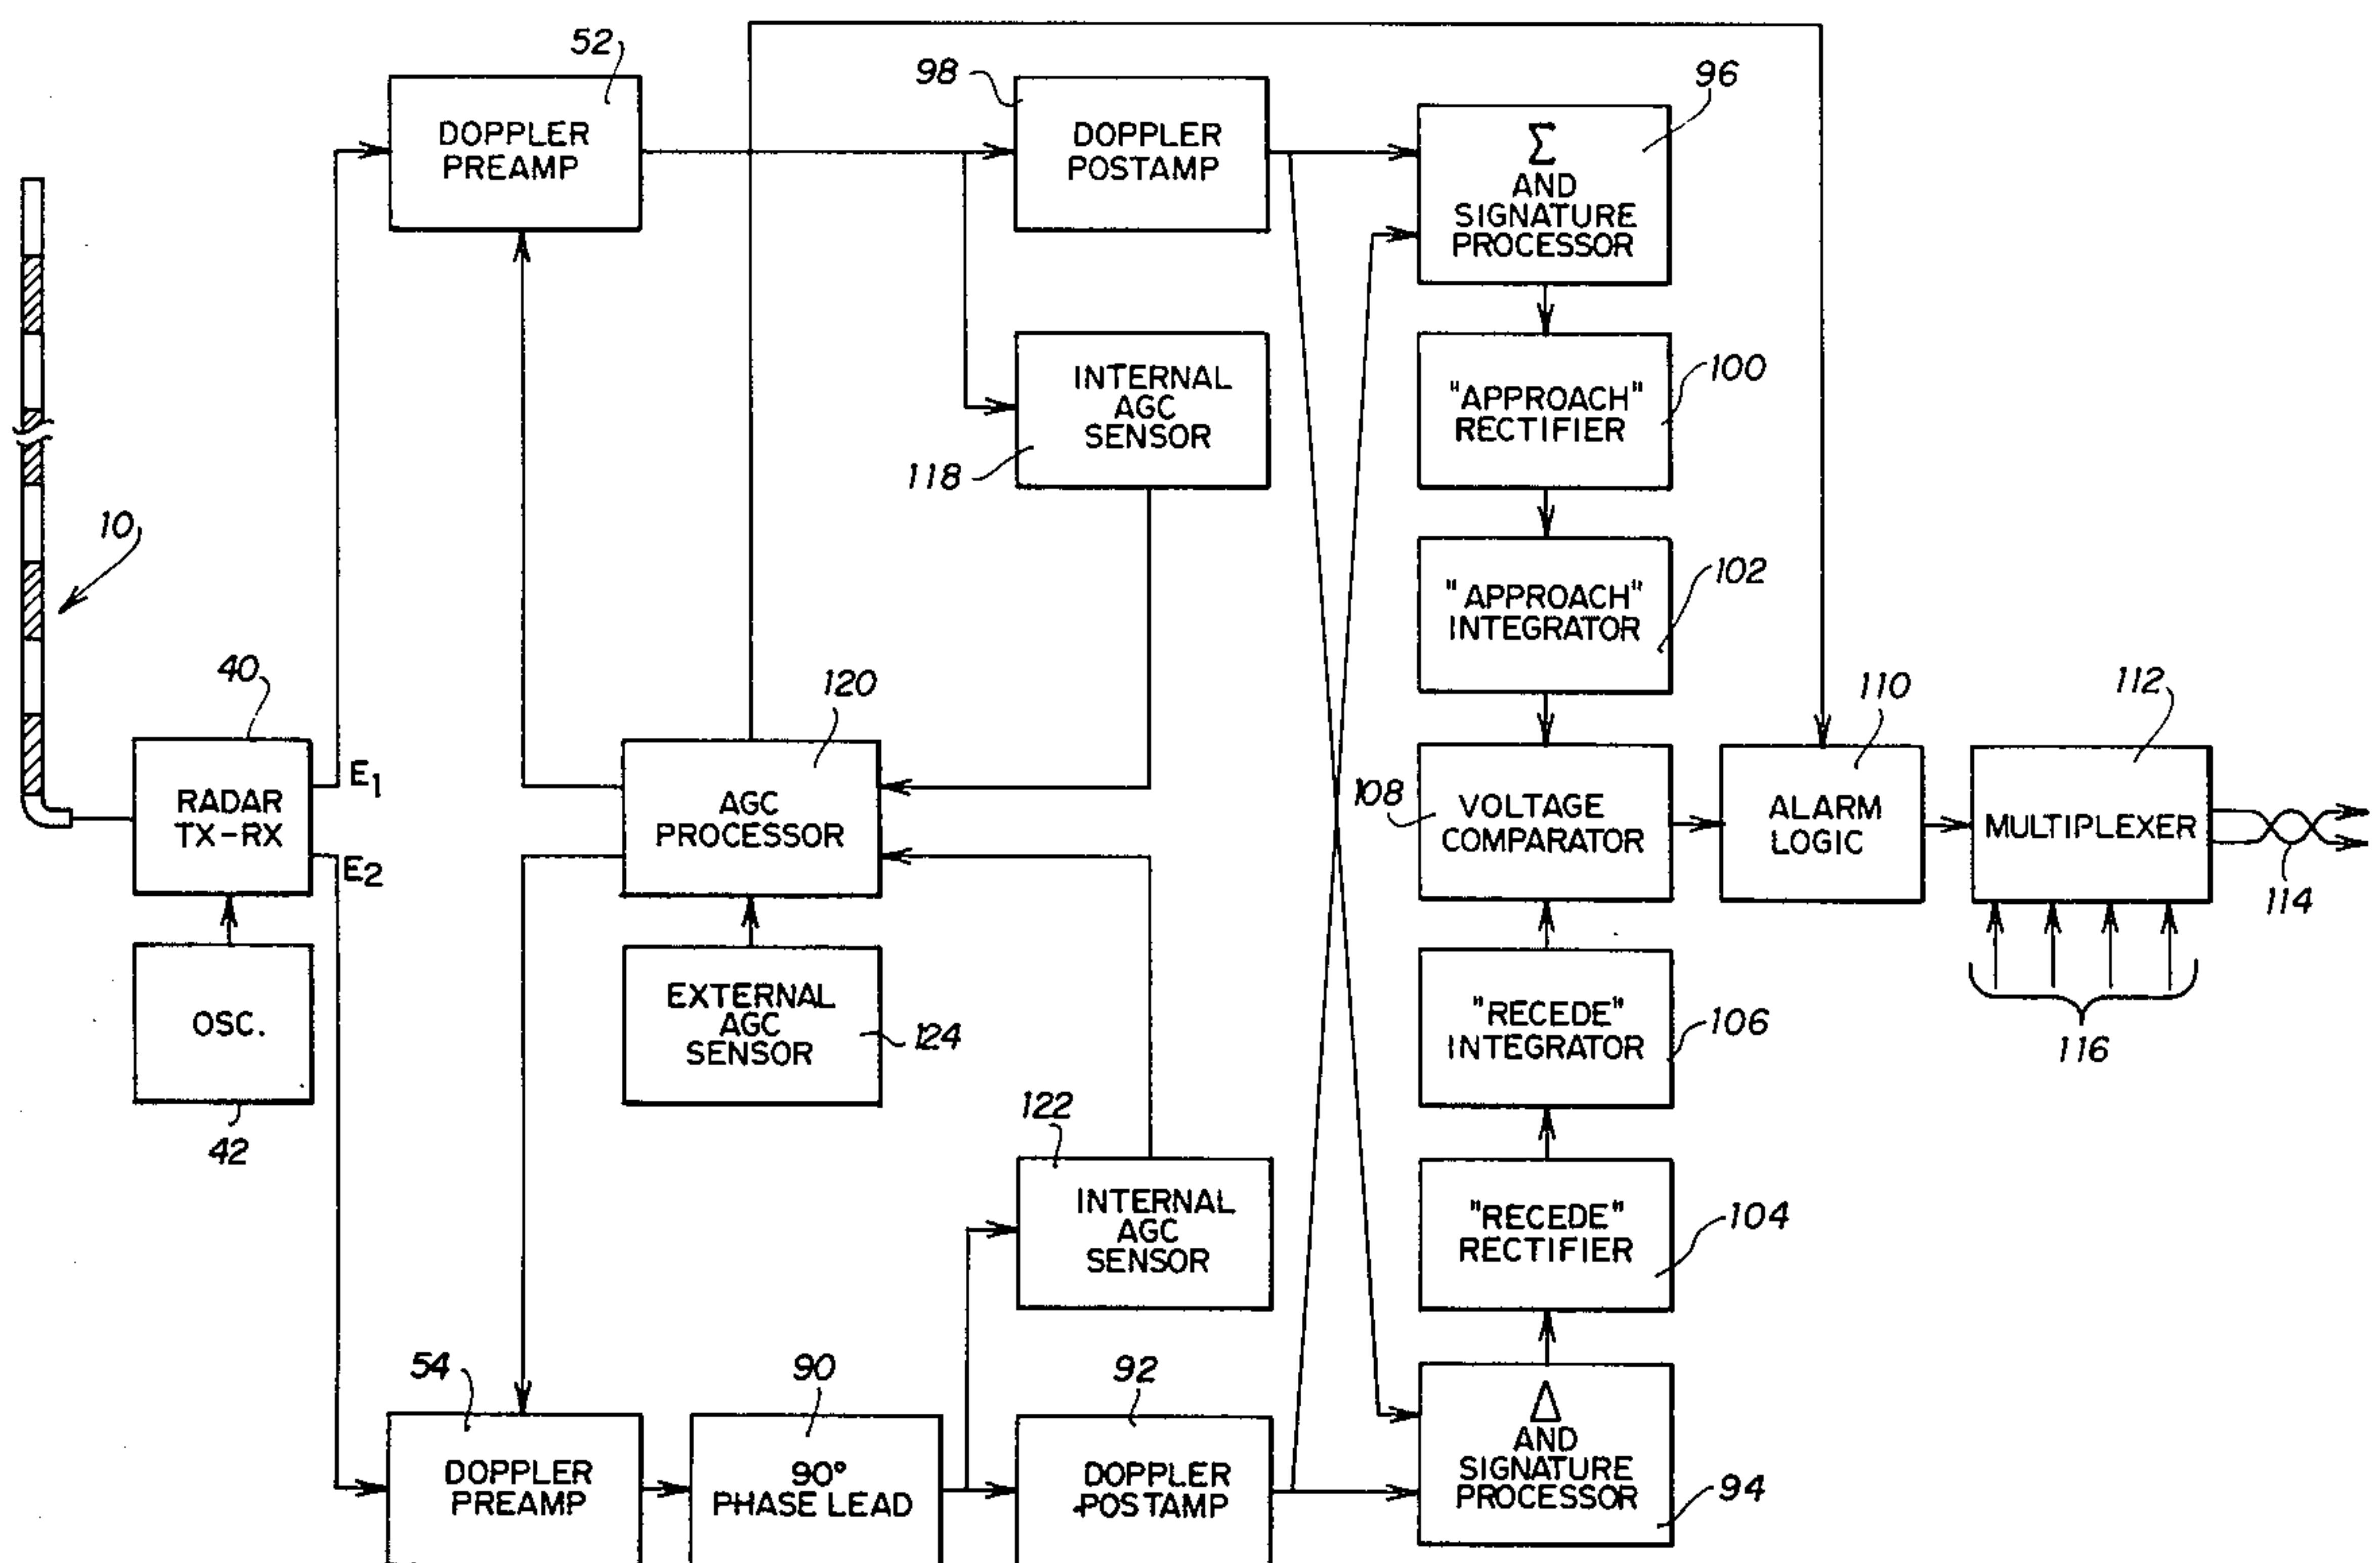 52
DOPPLER
PREAMP
98
DOPPLER
POSTAMP
96
Σ
AND
SIGNATURE
PROCESSOR
INTERNAL
AGC
SENSOR
118
"APPROACH"
RECTIFIER
100
10
"APPROACH"
INTEGRATOR
102
40
RADAR
TX-RX
E1
E2
120
AGC
PROCESSOR
108
VOLTAGE
COMPARATOR
110
ALARM
LOGIC
112
MULTIPLEXER
114
116
OSC.
42
EXTERNAL
AGC
SENSOR
124
"RECEDE"
INTEGRATOR
106
122
INTERNAL
AGC
SENSOR
"RECEDE"
RECTIFIER
104
54
DOPPLER
PREAMP
90
90°
PHASE LEAD
92
DOPPLER
POSTAMP
Δ
AND
SIGNATURE
PROCESSOR
94